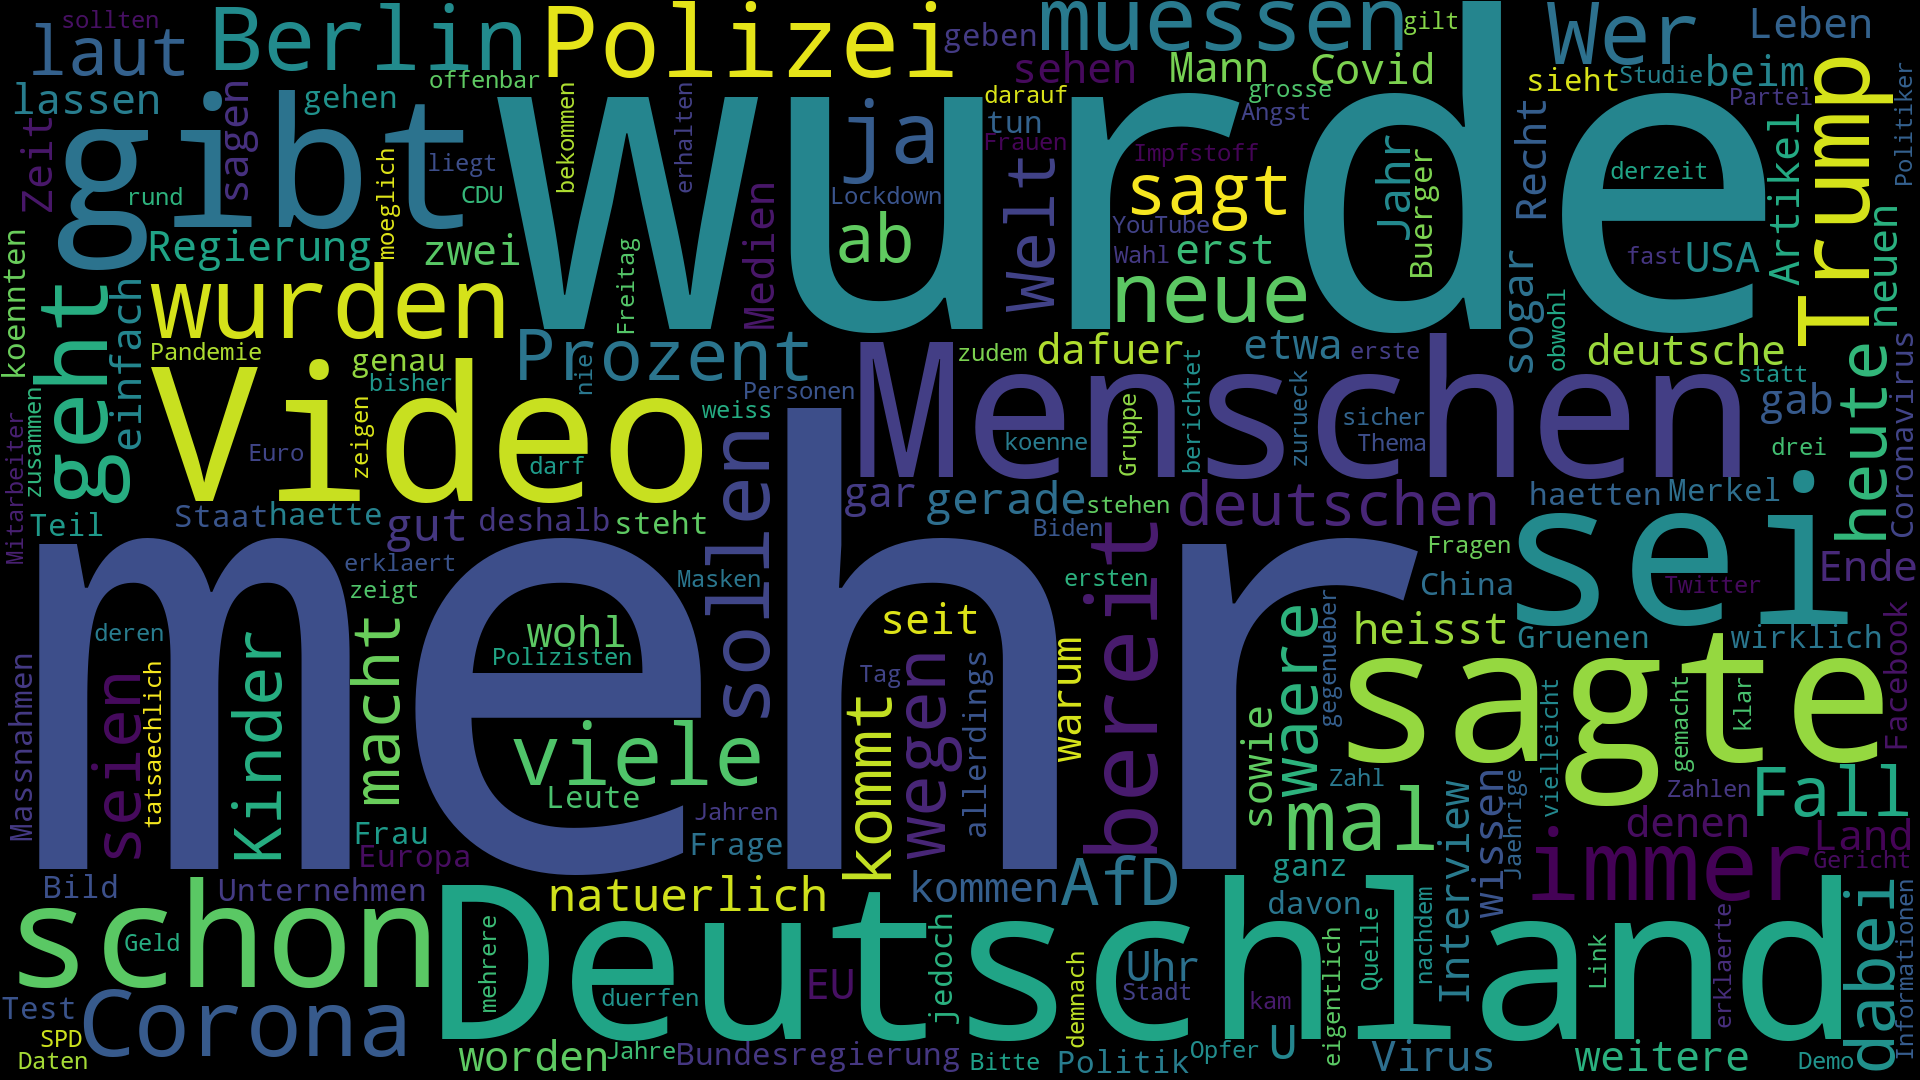 sollten
laut
Berlin
Polizei
geben
muessen
gilt
Wer
Leben
lassen
gehen
offenbar
sehen
Mann
Covid
sieht
Studie
beim
Partei
Politiker
Zeit
gibt
sagen
bekommen
erhalten
wurde
ja
darauf
tun
Frauen
grosse
Angst
Impfstoff
Recht
Artikel
Trump
rund
moeglich
liegt
CDU
Medien
Lockdown
Welt
sagt
Jahr
Buerger
derzeit
koennten
Regierung
zwei
Freitag
ab
YouTube
Wahl
erst
neue
sogar
obwohl
fast
USA
neuen
geht
einfach
wurden
Pandemie
genau
bisher
Prozent
nie
zudem
dafuer
etwa
erste
deutsche
statt
heute
Coronavirus
zusammen
Mitarbeiter
Video
Euro
zeigen
darf
weiss
Personen
Menschen
koenne
Gruppe
berichtet
zurueck
sicher
Thema
gab
drei
Teil
Staat
haette
gut
deshalb
steht
sollen
gar
gerade
stehen
Biden
bereit
deutschen
haetten
Merkel
sei
Fragen
Ende
erklaert
zeigt
Masken
mehr
ersten
China
Twitter
Massnahmen
deren
seien
tatsaechlich
Kinder
macht
wohl
Polizisten
viele
Leute
seit
Tag
kommt
wegen
allerdings
warum
sowie
waere
gegenueber
heisst
Gruenen
wirklich
Facebook
sagte
gemacht
klar
vielleicht
Zahl
Zahlen
Fall
Frau
Europa
Jahren
Frage
mal
Interview
wissen
Jaehrige
denen
Land
Gericht
immer
Bild
Unternehmen
natuerlich
kommen
AfD
ganz
davon
schon
Geld
Deutschland
mehrere
EU
jedoch
demnach
Uhr
Stadt
kam
eigentlich
Quelle
nachdem
Link
erklaerte
dabei
Informationen
Test
Corona
duerfen
SPD
Daten
worden
Jahre
Bundesregierung
Bitte
Politik
Opfer
U
Virus
weitere
Demo